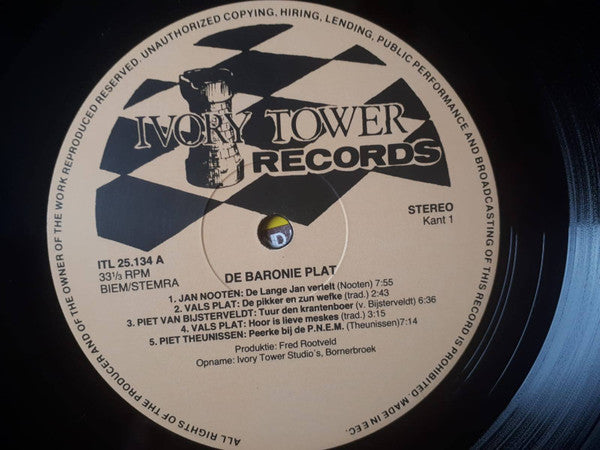 ALL RIGHTS OF THE PRODUCER AND OF THE OWNER OF THE WORK REPRODUCED RESERVED. UNAUTHORIZED COPYING, HIRING, LENDING, PUBLIC PERFORMANCE AND BROADCASTING OF THIS RECORD IS PROHIBITED. MADE IN E.E.C.
IVORY TOWER
RECORDS
STEREO
Kant 1
ITL 25.134 A
33⅓ RPM
BIEM/STEMRA
DE BARONIE PLAT
1. JAN NOOTEN: De Lange Jan vertelt (Nooten) 7:55
2. VALS PLAT: De pikker en zun wefke (trad.) 2:43
3. PIET VAN BIJSTERVELDT: Tuur den krantenboer (v. Bijsterveldt) 6:36
4. VALS PLAT: Hoor is lieve meskes (trad.) 3:15
5. PIET THEUNISSEN: Peerke bij de P.N.E.M. (Theunissen)7:14
Produktie: Fred Rootveld
Opname: Ivory Tower Studio's, Bornerbroek